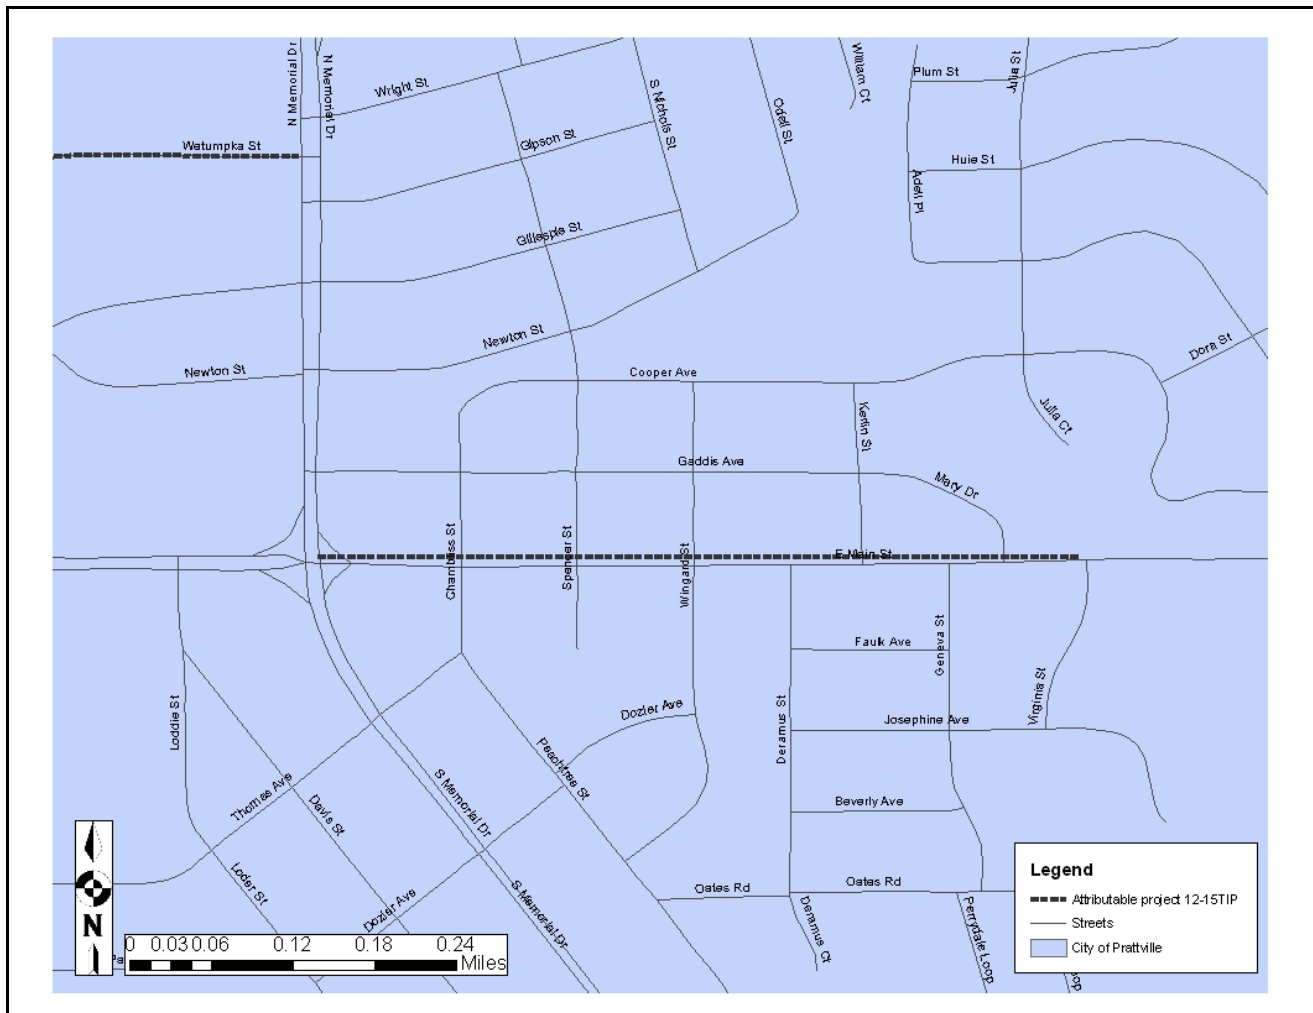 N Memorial Dr
N Memorial Dr
Wright St
S Nichols St
Odell St
William Ct
Plum St
Julia St
Watumpka St
Gipson St
Huie St
Adell Pl
Gillespie St
Newton St
Newton St
Cooper Ave
Dora St
Kerlin St
Julia Ct
Gaddis Ave
Mary Dr
Chambliss St
Spencer St
Wingard St
E Main St
Faulk Ave
Geneva St
Loddie St
Dozier Ave
Deramus St
Josephine Ave
Virginia St
Peachtree St
Thomas Ave
Davis St
S Memorial Dr
Beverly Ave
Loder St
Dozier Ave
S Memorial Dr
Oates Rd
Oates Rd
Deramus Ct
Perrydale Loop
N
0 0.03 0.06 0.12 0.18 0.24
Miles
Legend
Attributable project 12-15TIP
Streets
City of Prattville